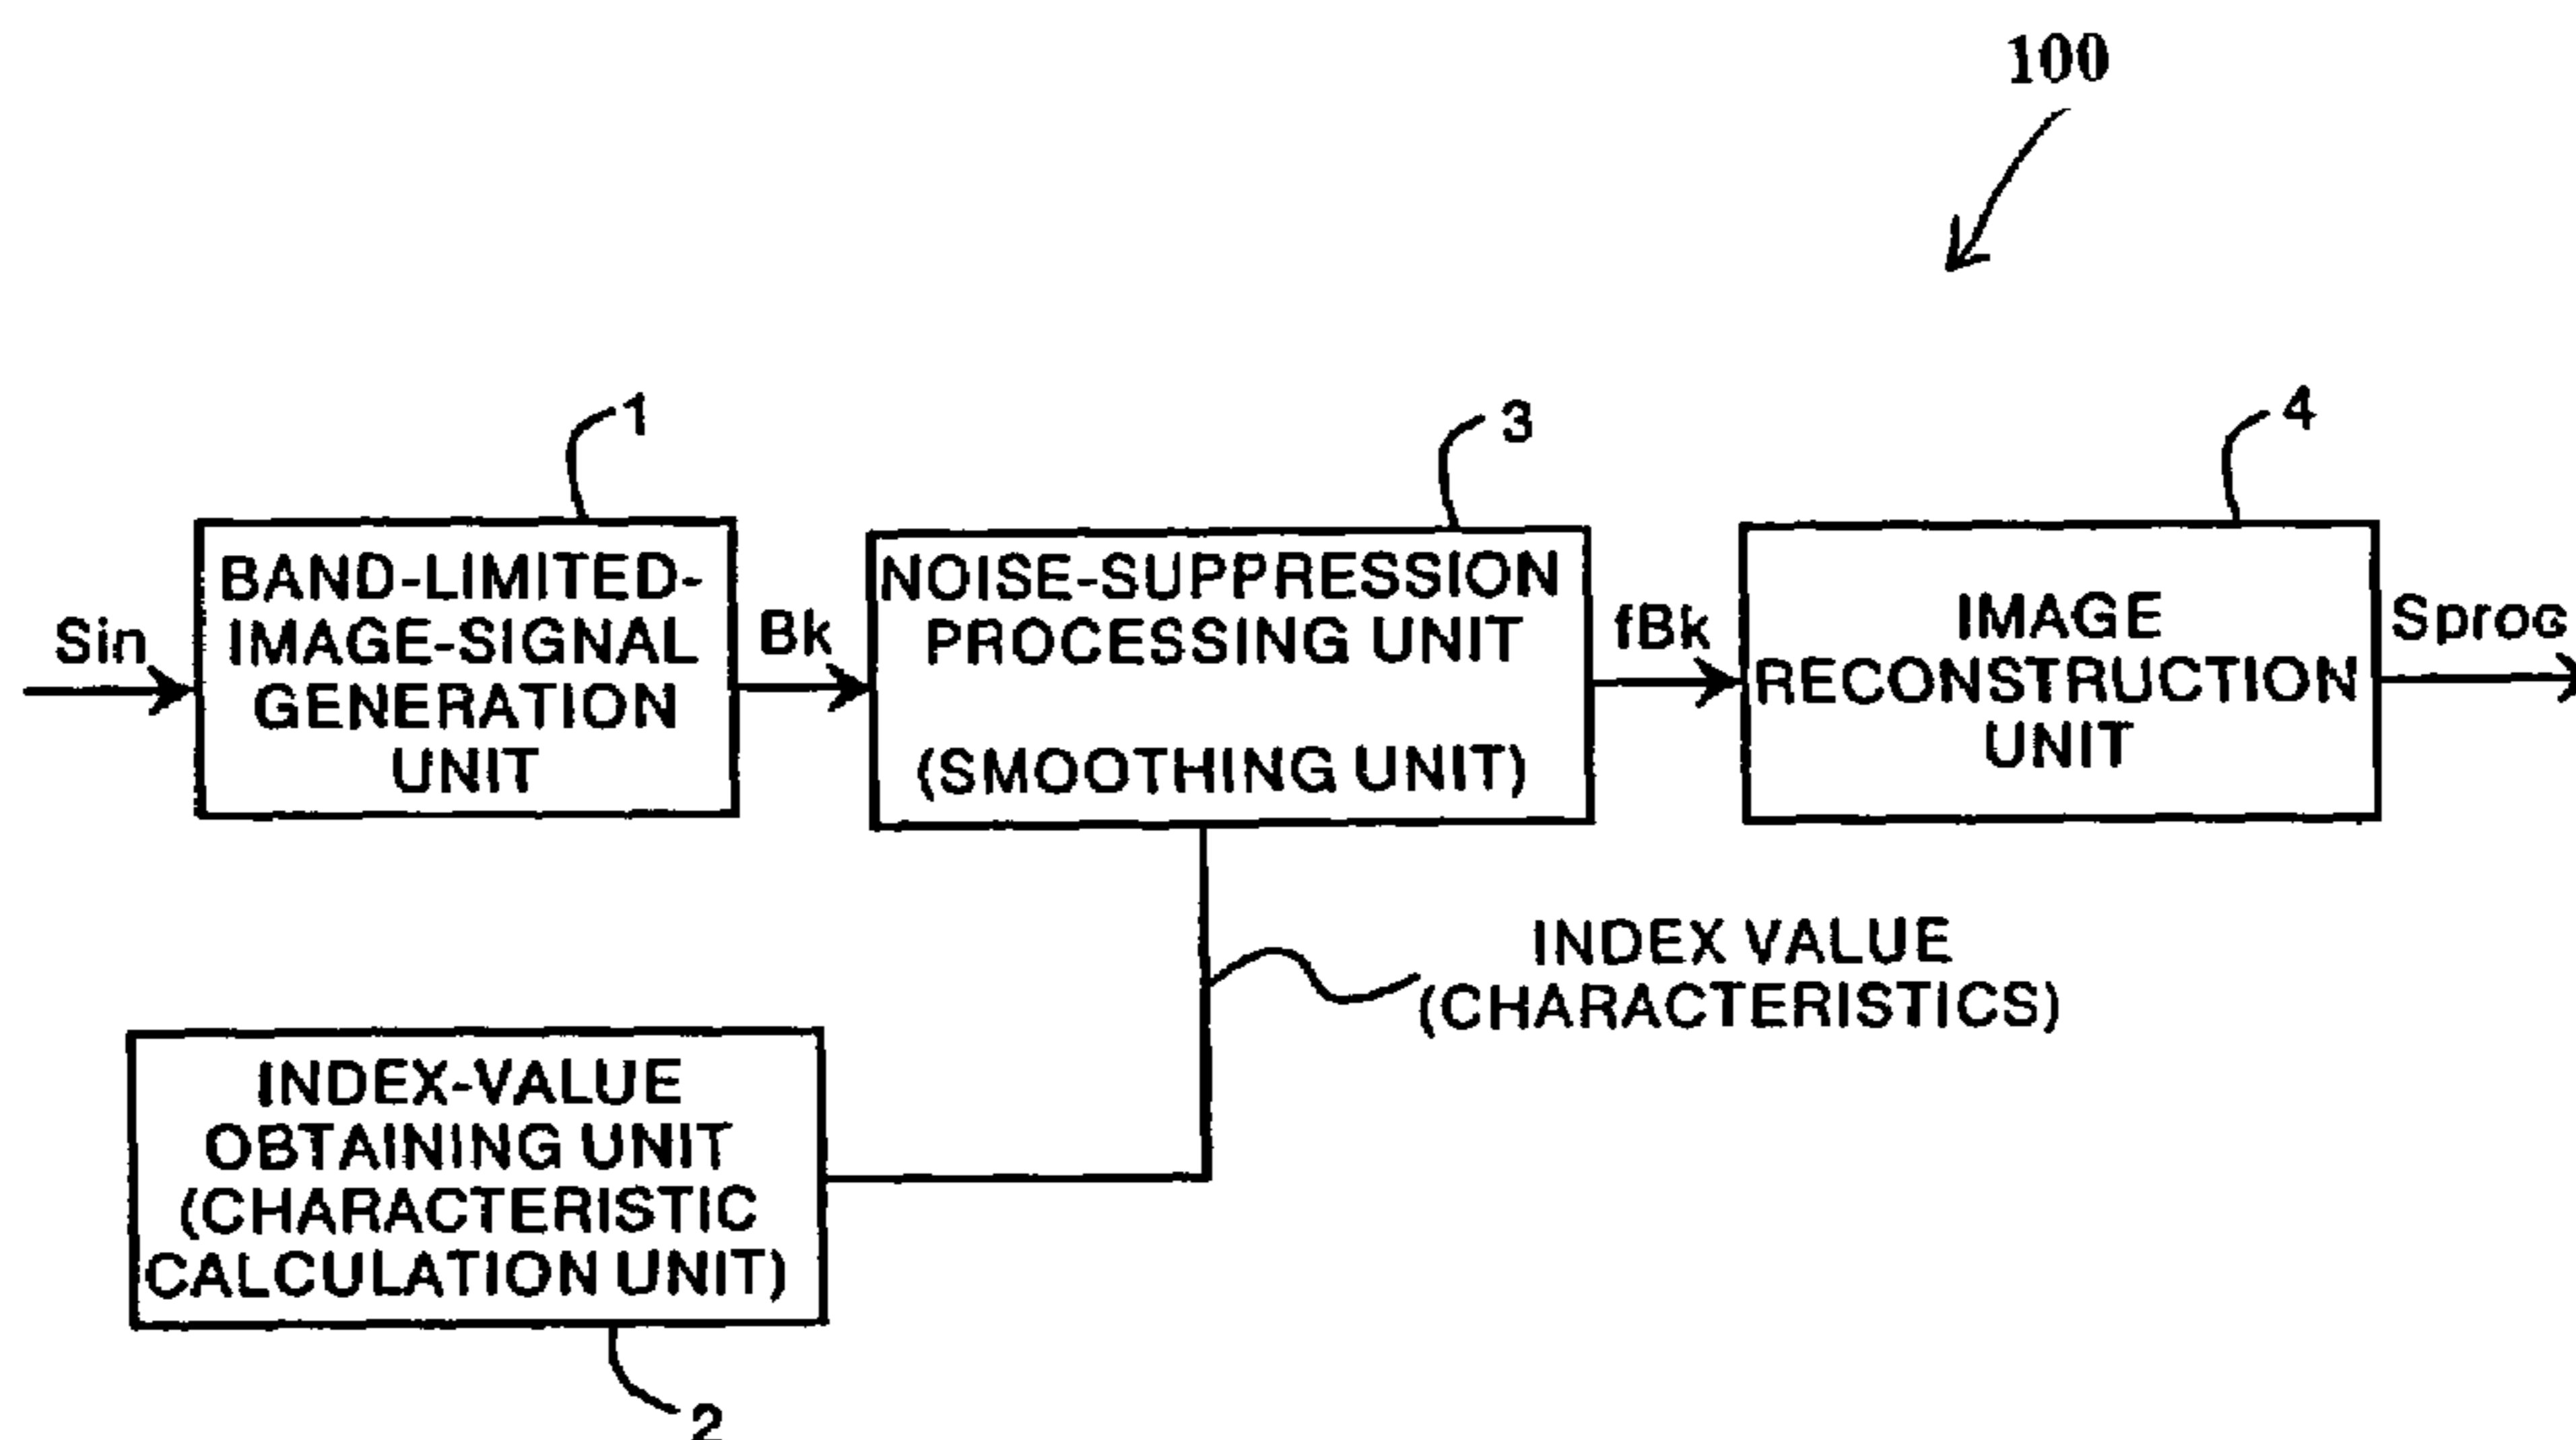 100
1
3
4
Sin
BAND-LIMITED-
IMAGE-SIGNAL
GENERATION
UNIT
Bk
NOISE-SUPPRESSION
PROCESSING UNIT
(SMOOTHING UNIT)
fBk
IMAGE
RECONSTRUCTION
UNIT
Sproc
INDEX VALUE
(CHARACTERISTICS)
INDEX-VALUE
OBTAINING UNIT
(CHARACTERISTIC
CALCULATION UNIT)
2